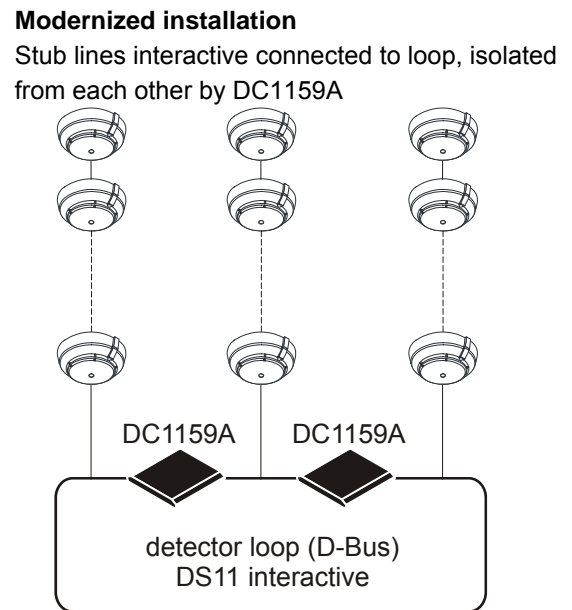 Modernized installation
Stub lines interactive connected to loop, isolated
from each other by DC1159A
DC1159A DC1159A
detector loop (D-Bus)
DS11 interactive